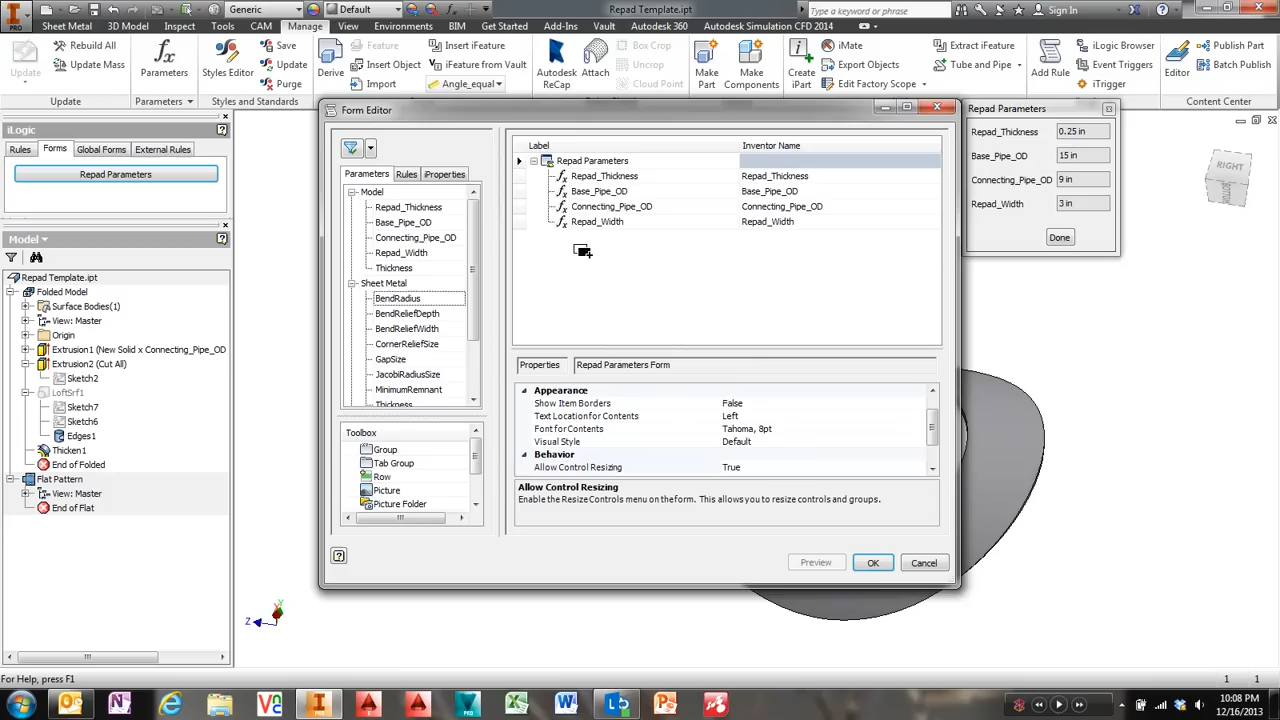 Generic
Default
Repad Template.ipt
Type a keyword or phrase
Sign In
PRO
Sheet Metal
3D Model
Inspect
Tools
CAM
Manage
View
Environments
BIM
Get Started
Add-Ins
Vault
Autodesk 360
Autodesk Simulation CFD 2014
Update
Rebuild All
Mass Update
Update
Parameters
Parameters
Styles Editor
Save
Update
Purge
Styles and Standards
Derive
Feature
Insert Object
Import
Insert iFeature
iFeature from Vault
Angle_equal
Insert
Autodesk ReCap
Attach
Box Crop
Uncrop
Cloud Point
Point Cloud
Make Part
Make Components
Create iPart
iMate
Export Objects
Extract iFeature
Tube and Pipe
Edit Factory Scope
Author
Add Rule
iLogic Browser
Event Triggers
iTrigger
iLogic
Editor
Publish Part
Batch Publish
Content Center
iLogic
Rules
Forms
Global Forms
External Rules
Repad Parameters
Model
Repad Template.ipt
Folded Model
Surface Bodies(1)
View: Master
Origin
Extrusion1 (New Solid x Connecting_Pipe_OD
Extrusion2 (Cut All)
Sketch2
LoftSrf1
Sketch7
Sketch6
Edges1
Thicken1
End of Folded
Flat Pattern
View: Master
End of Flat
Form Editor
Parameters
Rules
iProperties
Model
Repad_Thickness
Base_Pipe_OD
Connecting_Pipe_OD
Repad_Width
Thickness
Sheet Metal
BendRadius
BendReliefDepth
BendReliefWidth
CornerReliefSize
GapSize
JacobiRadiusSize
MinimumRemnant
Thickness
Toolbox
Group
Tab Group
Row
Picture
Picture Folder
Label
Inventor Name
Repad Parameters
Repad_Thickness Repad_Thickness
Base_Pipe_OD Base_Pipe_OD
Connecting_Pipe_OD Connecting_Pipe_OD
Repad_Width Repad_Width
Properties
Repad Parameters Form
Appearance
Show Item Borders False
Text Location for Contents Left
Font for Contents Tahoma, 8pt
Visual Style Default
Behavior
Allow Control Resizing True
Allow Control Resizing
Enable the Resize Controls menu on the form. This allows you to resize controls and groups.
Preview
OK
Cancel
Repad Parameters
Repad_Thickness 0.25 in
Base_Pipe_OD 15 in
Connecting_Pipe_OD 9 in
Repad_Width 3 in
Done
RIGHT
Z
Y
For Help, press F1
1
1
10:08 PM
12/16/2013